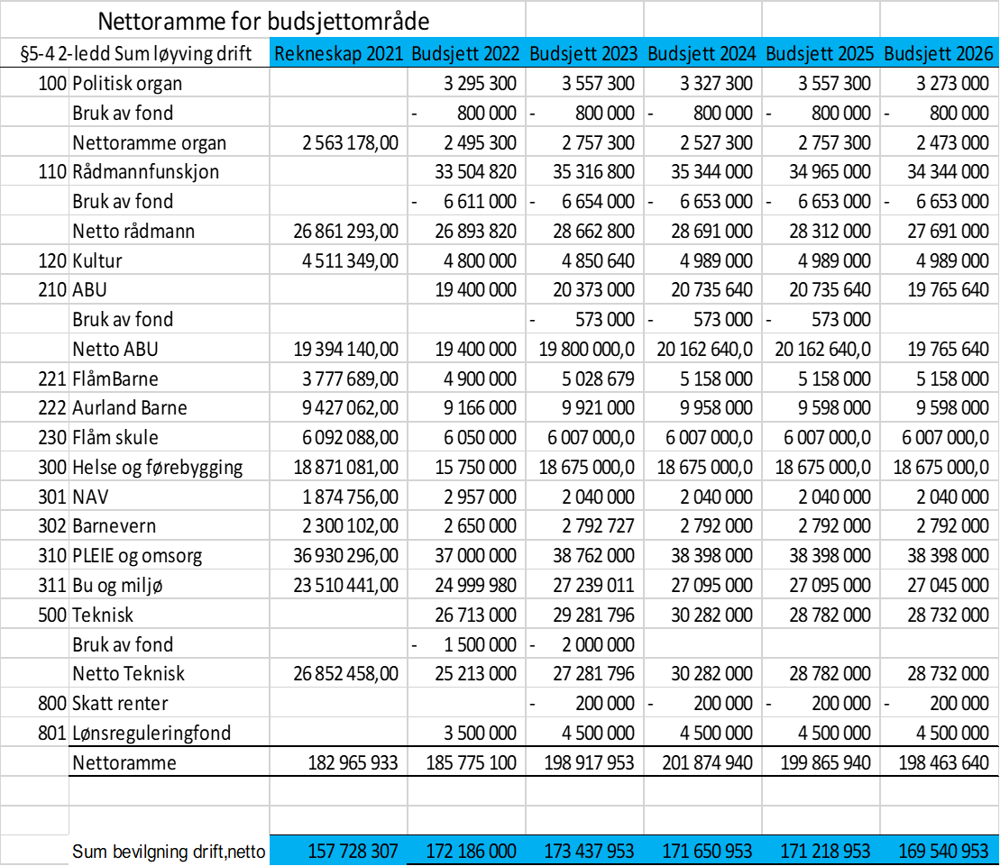 Nettoramme for budsjettområde
§5-4 2-ledd Sum løyving drift Rekneskap 2021 Budsjett 2022 Budsjett 2023 Budsjett 2024 Budsjett 2025 Budsjett 2026
100 Politisk organ 3 295 300 3 557 300 3 327 300 3 557 300 3 273 000
Bruk av fond - 800 000 - 800 000 - 800 000 - 800 000 - 800 000
Nettoramme organ 2 563 178,00 2 495 300 2 757 300 2 527 300 2 757 300 2 473 000
110 Rådmannfunskjon 33 504 820 35 316 800 35 344 000 34 965 000 34 344 000
Bruk av fond - 6 611 000 - 6 654 000 - 6 653 000 - 6 653 000 - 6 653 000
Netto rådmann 26 861 293,00 26 893 820 28 662 800 28 691 000 28 312 000 27 691 000
120 Kultur 4 511 349,00 4 800 000 4 850 640 4 989 000 4 989 000 4 989 000
210 ABU 19 400 000 20 373 000 20 735 640 20 735 640 19 765 640
Bruk av fond - 573 000 - 573 000 - 573 000
Netto ABU 19 394 140,00 19 400 000 19 800 000,0 20 162 640,0 20 162 640,0 19 765 640
221 FlåmBarne 3 777 689,00 4 900 000 5 028 679 5 158 000 5 158 000 5 158 000
222 Aurland Barne 9 427 062,00 9 166 000 9 921 000 9 958 000 9 598 000 9 598 000
230 Flåm skule 6 092 088,00 6 050 000 6 007 000,0 6 007 000,0 6 007 000,0 6 007 000,0
300 Helse og førebygging 18 871 081,00 15 750 000 18 675 000,0 18 675 000,0 18 675 000,0 18 675 000,0
301 NAV 1 874 756,00 2 957 000 2 040 000 2 040 000 2 040 000 2 040 000
302 Barnevern 2 300 102,00 2 650 000 2 792 727 2 792 000 2 792 000 2 792 000
310 PLEIE og omsorg 36 930 296,00 37 000 000 38 762 000 38 398 000 38 398 000 38 398 000
311 Bu og miljø 23 510 441,00 24 999 980 27 239 011 27 095 000 27 095 000 27 045 000
500 Teknisk 26 713 000 29 281 796 30 282 000 28 782 000 28 732 000
Bruk av fond - 1 500 000 - 2 000 000
Netto Teknisk 26 852 458,00 25 213 000 27 281 796 30 282 000 28 782 000 28 732 000
800 Skatt renter - 200 000 - 200 000 - 200 000 - 200 000
801 Lønsreguleringfond 3 500 000 4 500 000 4 500 000 4 500 000 4 500 000
Nettoramme 182 965 933 185 775 100 198 917 953 201 874 940 199 865 940 198 463 640
Sum bevilgning drift,netto 157 728 307 172 186 000 173 437 953 171 650 953 171 218 953 169 540 953